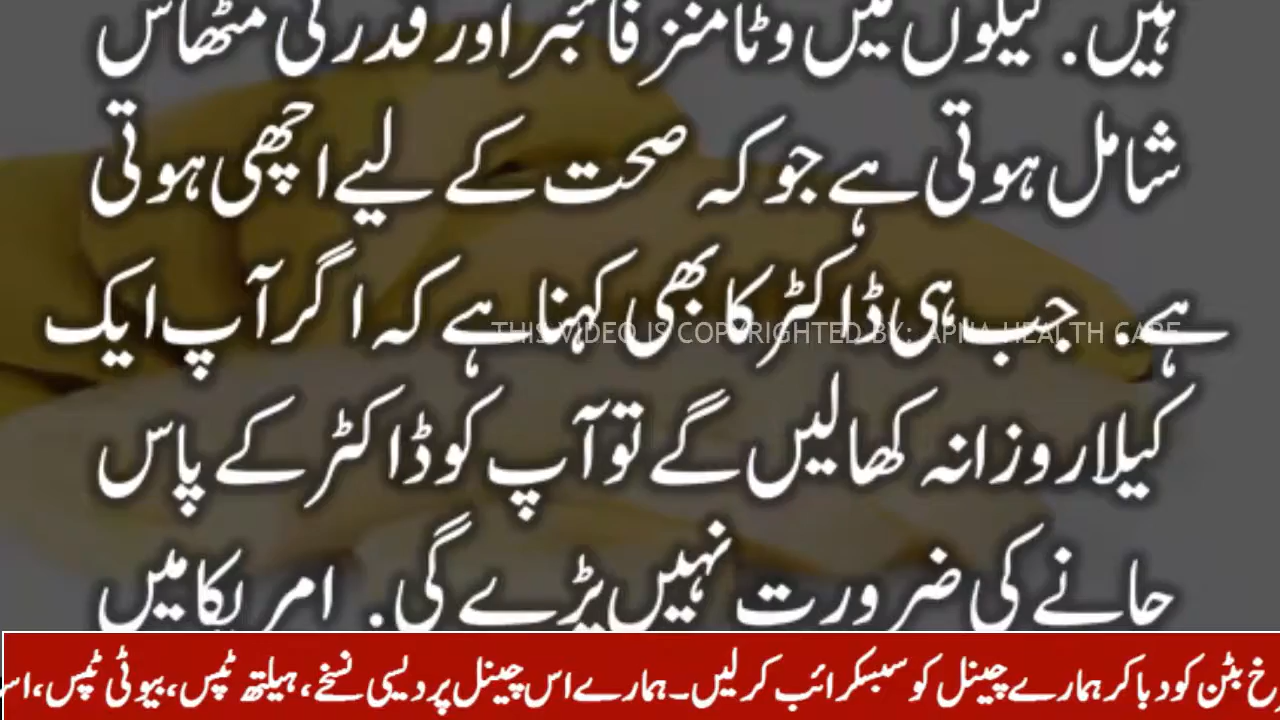 ہیں. کیلوں میں وٹامنز فائبر اور قدرتی مٹھاس
شامل ہوتی ہے جو کہ صحت کے لیے اچھی ہوتی
ہے. جب ہی ڈاکٹر کا بھی کہنا ہے کہ اگر آپ ایک
THIS VIDEO IS COPYRIGHTED BY: APNA HEALTH CARE
کیلا روزانہ کھا لیں گے تو آپ کو ڈاکٹر کے پاس
جانے کی ضرورت نہیں پڑے گی. امریکا میں
بٹن کو دبا کر ہمارے چینل کو سبسکرائب کر لیں۔ہمارے اس چینل پر دیسی نسخے، ہیلتھ ٹپس، بیوٹی ٹپس،